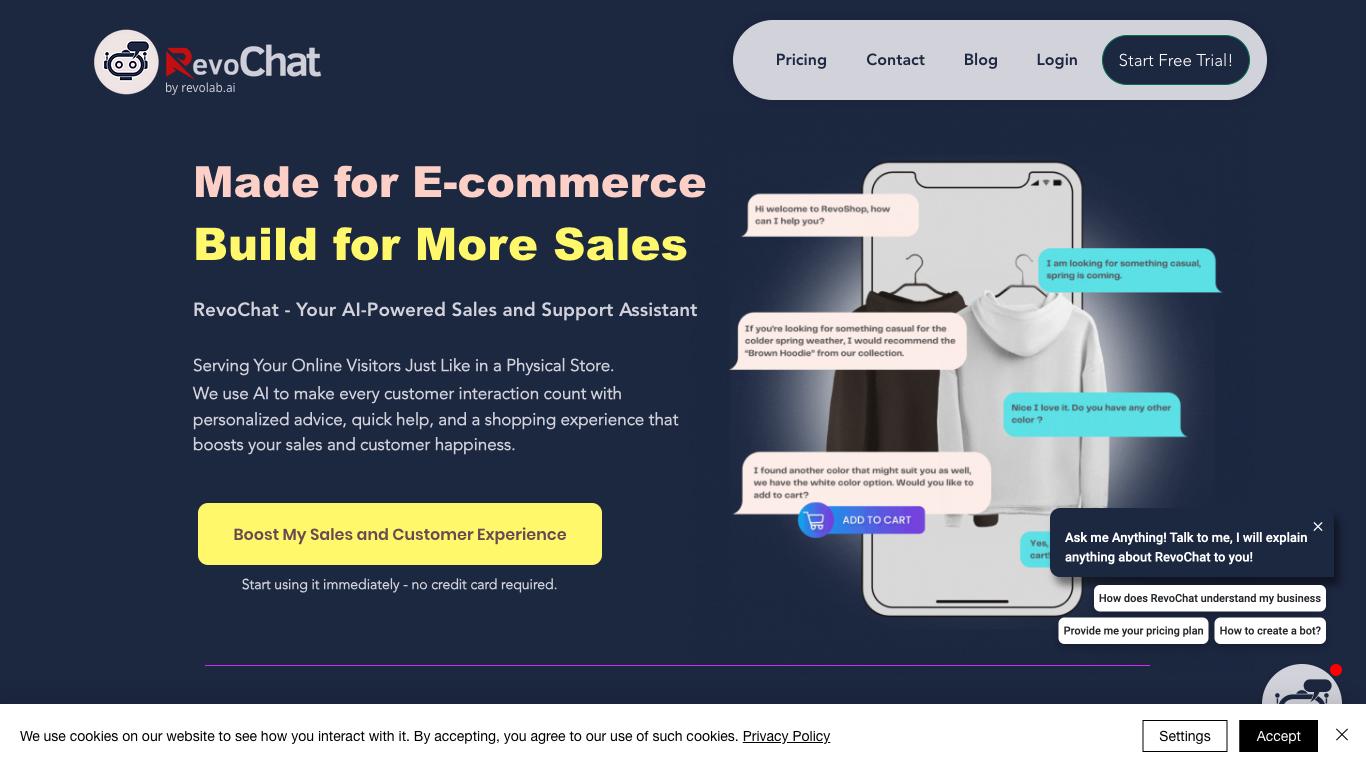 RevoChat
by revolab.ai
Pricing
Contact
Blog
Login
Start Free Trial!
Made for E-commerce
Build for More Sales
RevoChat - Your AI-Powered Sales and Support Assistant
Serving Your Online Visitors Just Like in a Physical Store.
We use AI to make every customer interaction count with
personalized advice, quick help, and a shopping experience that
boosts your sales and customer happiness.
Boost My Sales and Customer Experience
Start using it immediately - no credit card required.
Hi welcome to RevoShop, how
can I help you?
I am looking for something casual,
spring is coming.
If you're looking for something casual for the
colder spring weather, I would recommend the
"Brown Hoodie" from our collection.
Nice I love it. Do you have any other
color ?
I found another color that might suit you as well,
we have the white color option. Would you like to
add to cart?
ADD TO CART
Yes,
cart!
Ask me Anything! Talk to me, I will explain
anything about RevoChat to you!
How does RevoChat understand my business
Provide me your pricing plan
How to create a bot?
We use cookies on our website to see how you interact with it. By accepting, you agree to our use of such cookies. Privacy Policy
Settings
Accept